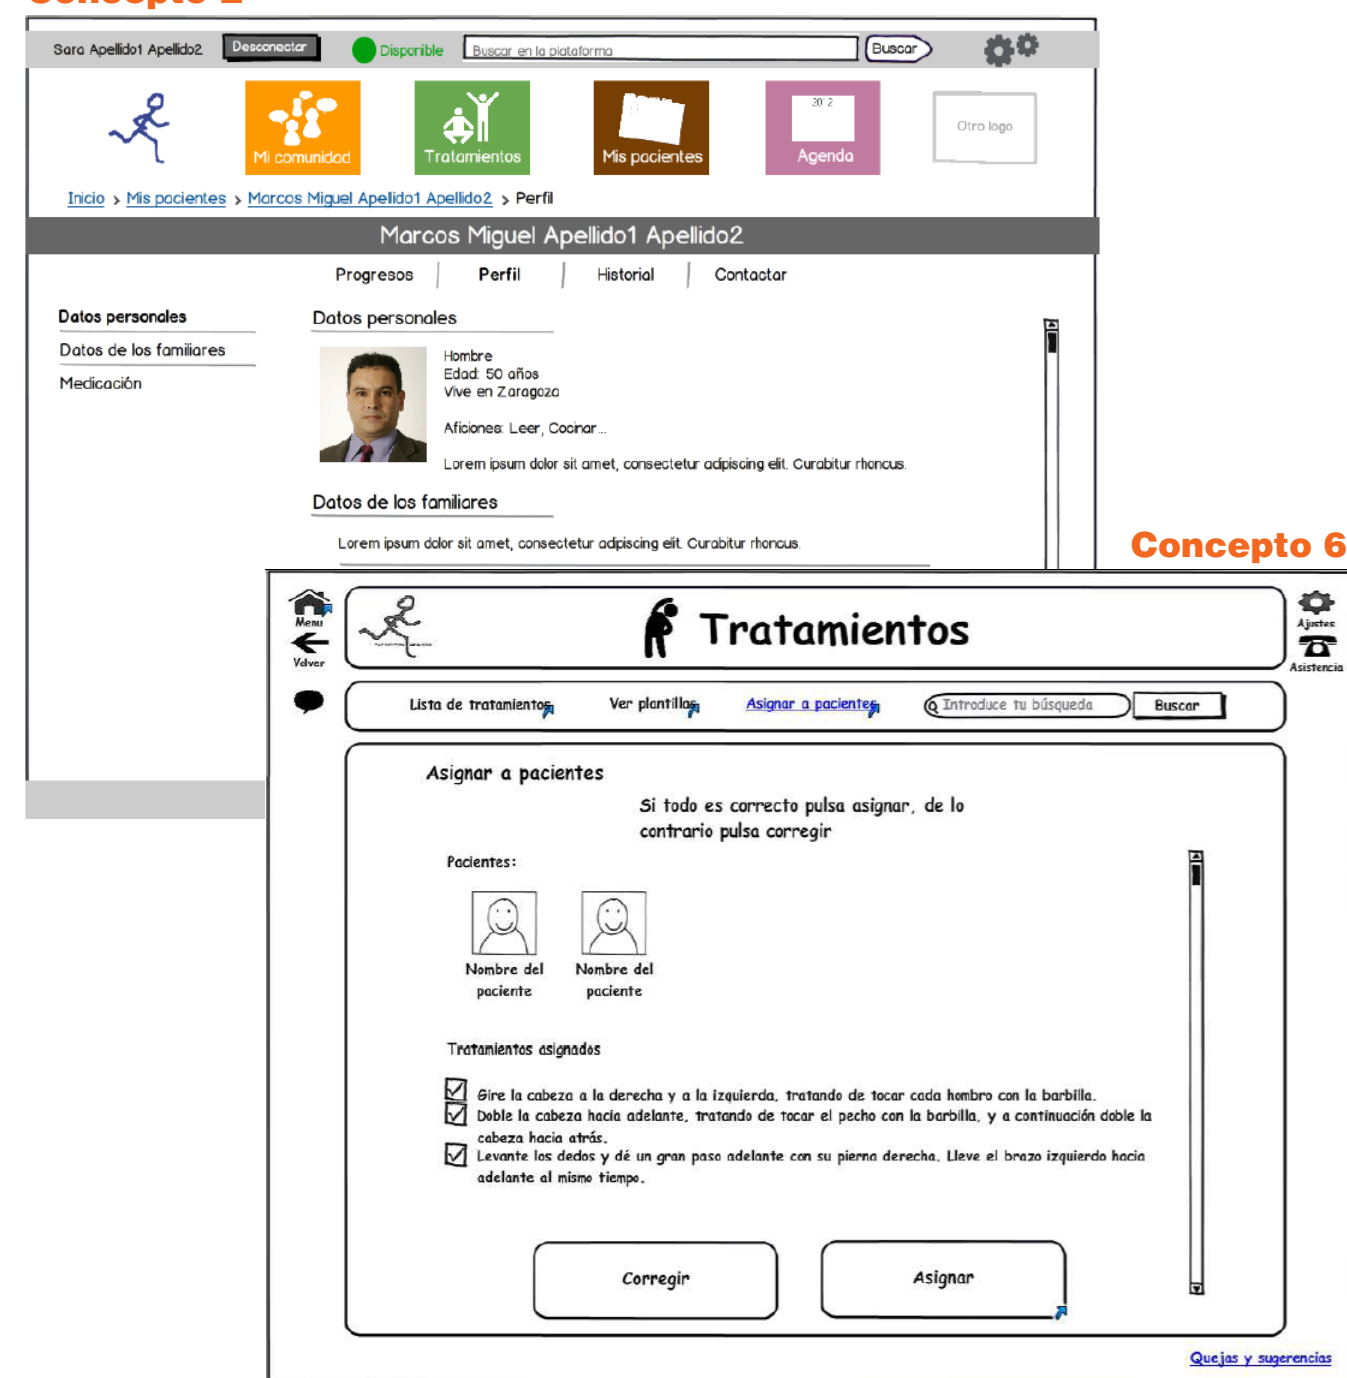 Concepto 2
Sara Apellido1 Apellido2 Desconectar Disponible Buscar en la plataforma Buscar
Mi comunidad Tratamientos Mis pacientes 2012 Agenda Otro logo
Inicio > Mis pacientes > Marcos Miguel Apellido1 Apellido2 > Perfil
Marcos Miguel Apellido1 Apellido2
Progresos Perfil Historial Contactar
Datos personales
Datos de los familiares
Medicación
Datos personales
Hombre
Edad: 50 años
Vive en Zaragoza
Aficiones: Leer, Cocinar...
Lorem ipsum dolor sit amet, consectetur adipiscing elit. Curabitur rhoncus.
Datos de los familiares
Lorem ipsum dolor sit amet, consectetur adipiscing elit. Curabitur rhoncus.
Concepto 6
Menu
Volver
Tratamientos
Ajustes
Asistencia
Lista de tratamientos Ver plantillas Asignar a pacientes Introduce tu búsqueda Buscar
Asignar a pacientes
Si todo es correcto pulsa asignar, de lo
contrario pulsa corregir
Pacientes:
Nombre del
paciente
Nombre del
paciente
Tratamientos asignados
Gire la cabeza a la derecha y a la izquierda, tratando de tocar cada hombro con la barbilla.
Doble la cabeza hacia adelante, tratando de tocar el pecho con la barbilla, y a continuación doble la
cabeza hacia atrás.
Levante los dedos y dé un gran paso adelante con su pierna derecha. Lleve el brazo izquierdo hacia
adelante al mismo tiempo.
Corregir Asignar
Quejas y sugerencias